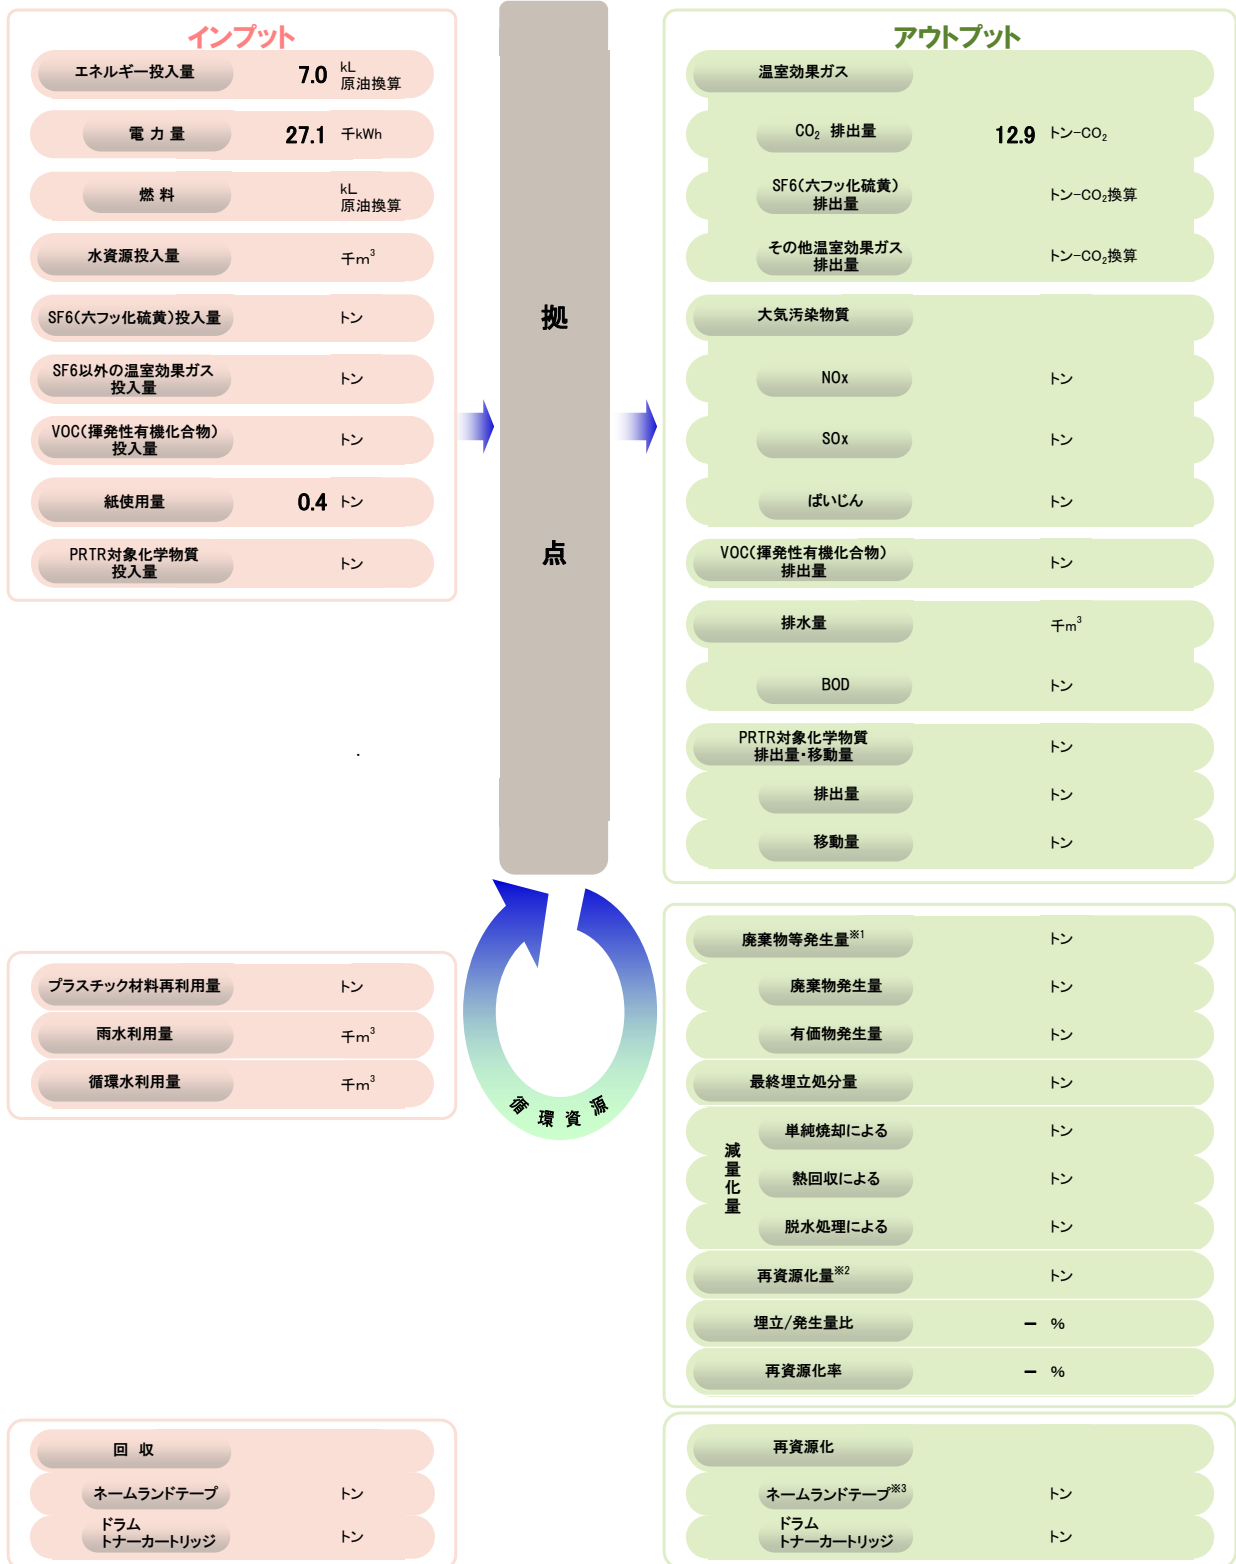 インプット
エネルギー投入量 7.0 kL
原油換算
電力量 27.1 千kWh
燃料 kL
原油換算
水資源投入量 千m³
SF6(六フッ化硫黄)投入量 トン
SF6以外の温室効果ガス
投入量 トン
VOC(揮発性有機化合物)
投入量 トン
紙使用量 0.4 トン
PRTR対象化学物質
投入量 トン
拠
点
アウトプット
温室効果ガス
CO₂ 排出量 12.9 トン-CO₂
SF6(六フッ化硫黄)
排出量 トン-CO₂換算
その他温室効果ガス
排出量 トン-CO₂換算
大気汚染物質
NOx トン
SOx トン
ばいじん トン
VOC(揮発性有機化合物)
排出量 トン
排水量 千m³
BOD トン
PRTR対象化学物質
排出量・移動量 トン
排出量 トン
移動量 トン
プラスチック材料再利用量 トン
雨水利用量 千m³
循環水利用量 千m³
循環資源
廃棄物等発生量※1 トン
廃棄物発生量 トン
有価物発生量 トン
最終埋立処分量 トン
減量化量
単純焼却による トン
熱回収による トン
脱水処理による トン
再資源化量※2 トン
埋立/発生量比 － %
再資源化率 － %
回 収
ネームランドテープ トン
ドラム
トナーカートリッジ トン
再資源化
ネームランドテープ※3 トン
ドラム
トナーカートリッジ トン